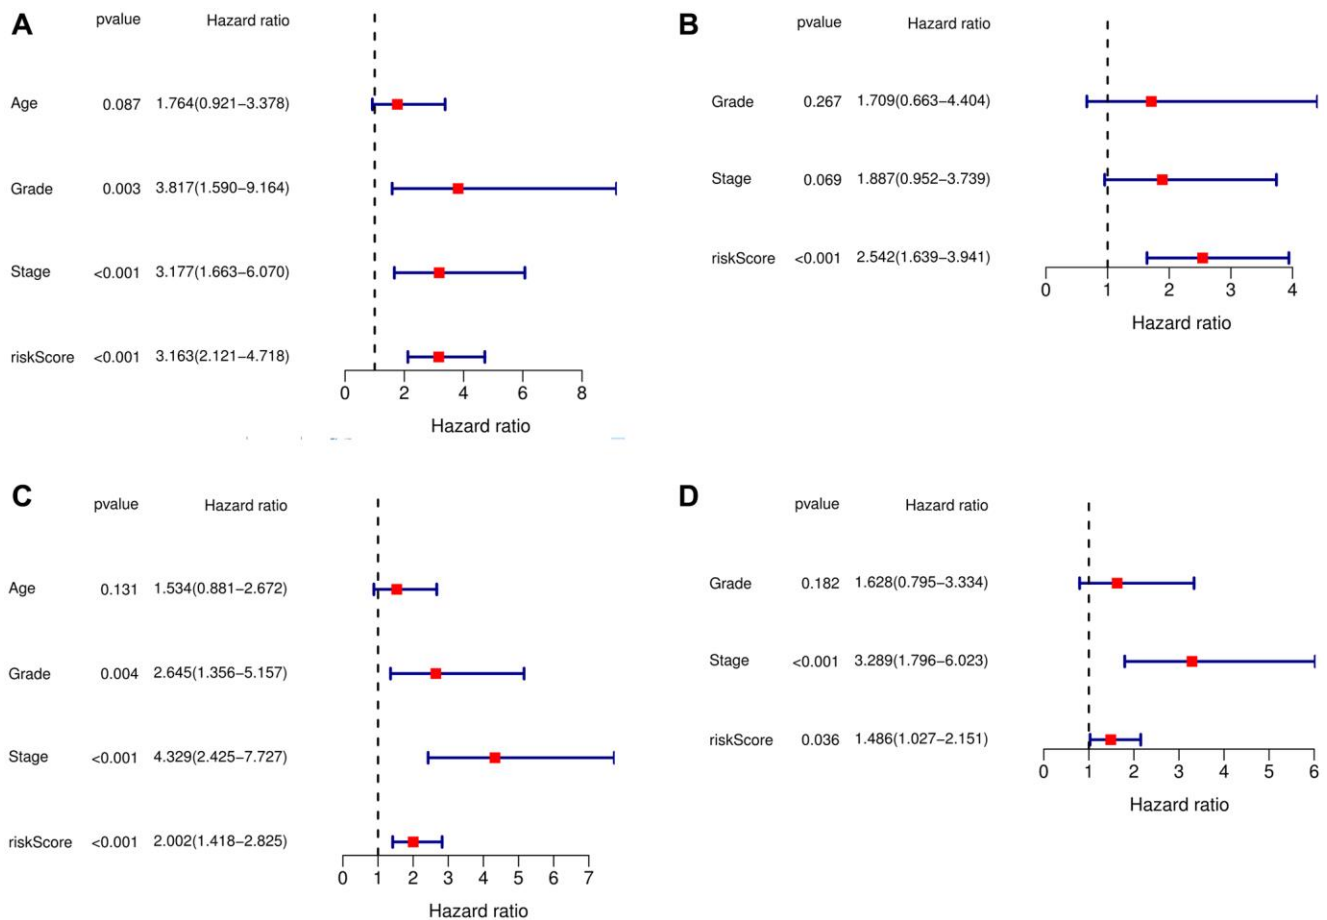 A
pvalue Hazard ratio
Age 0.087 1.764(0.921−3.378)
Grade 0.003 3.817(1.590−9.164)
Stage <0.001 3.177(1.663−6.070)
riskScore <0.001 3.163(2.121−4.718)
0 2 4 6 8
Hazard ratio
B
pvalue Hazard ratio
Grade 0.267 1.709(0.663−4.404)
Stage 0.069 1.887(0.952−3.739)
riskScore <0.001 2.542(1.639−3.941)
0 1 2 3 4
Hazard ratio
C
pvalue Hazard ratio
Age 0.131 1.534(0.881−2.672)
Grade 0.004 2.645(1.356−5.157)
Stage <0.001 4.329(2.425−7.727)
riskScore <0.001 2.002(1.418−2.825)
0 1 2 3 4 5 6 7
Hazard ratio
D
pvalue Hazard ratio
Grade 0.182 1.628(0.795−3.334)
Stage <0.001 3.289(1.796−6.023)
riskScore 0.036 1.486(1.027−2.151)
0 1 2 3 4 5 6
Hazard ratio